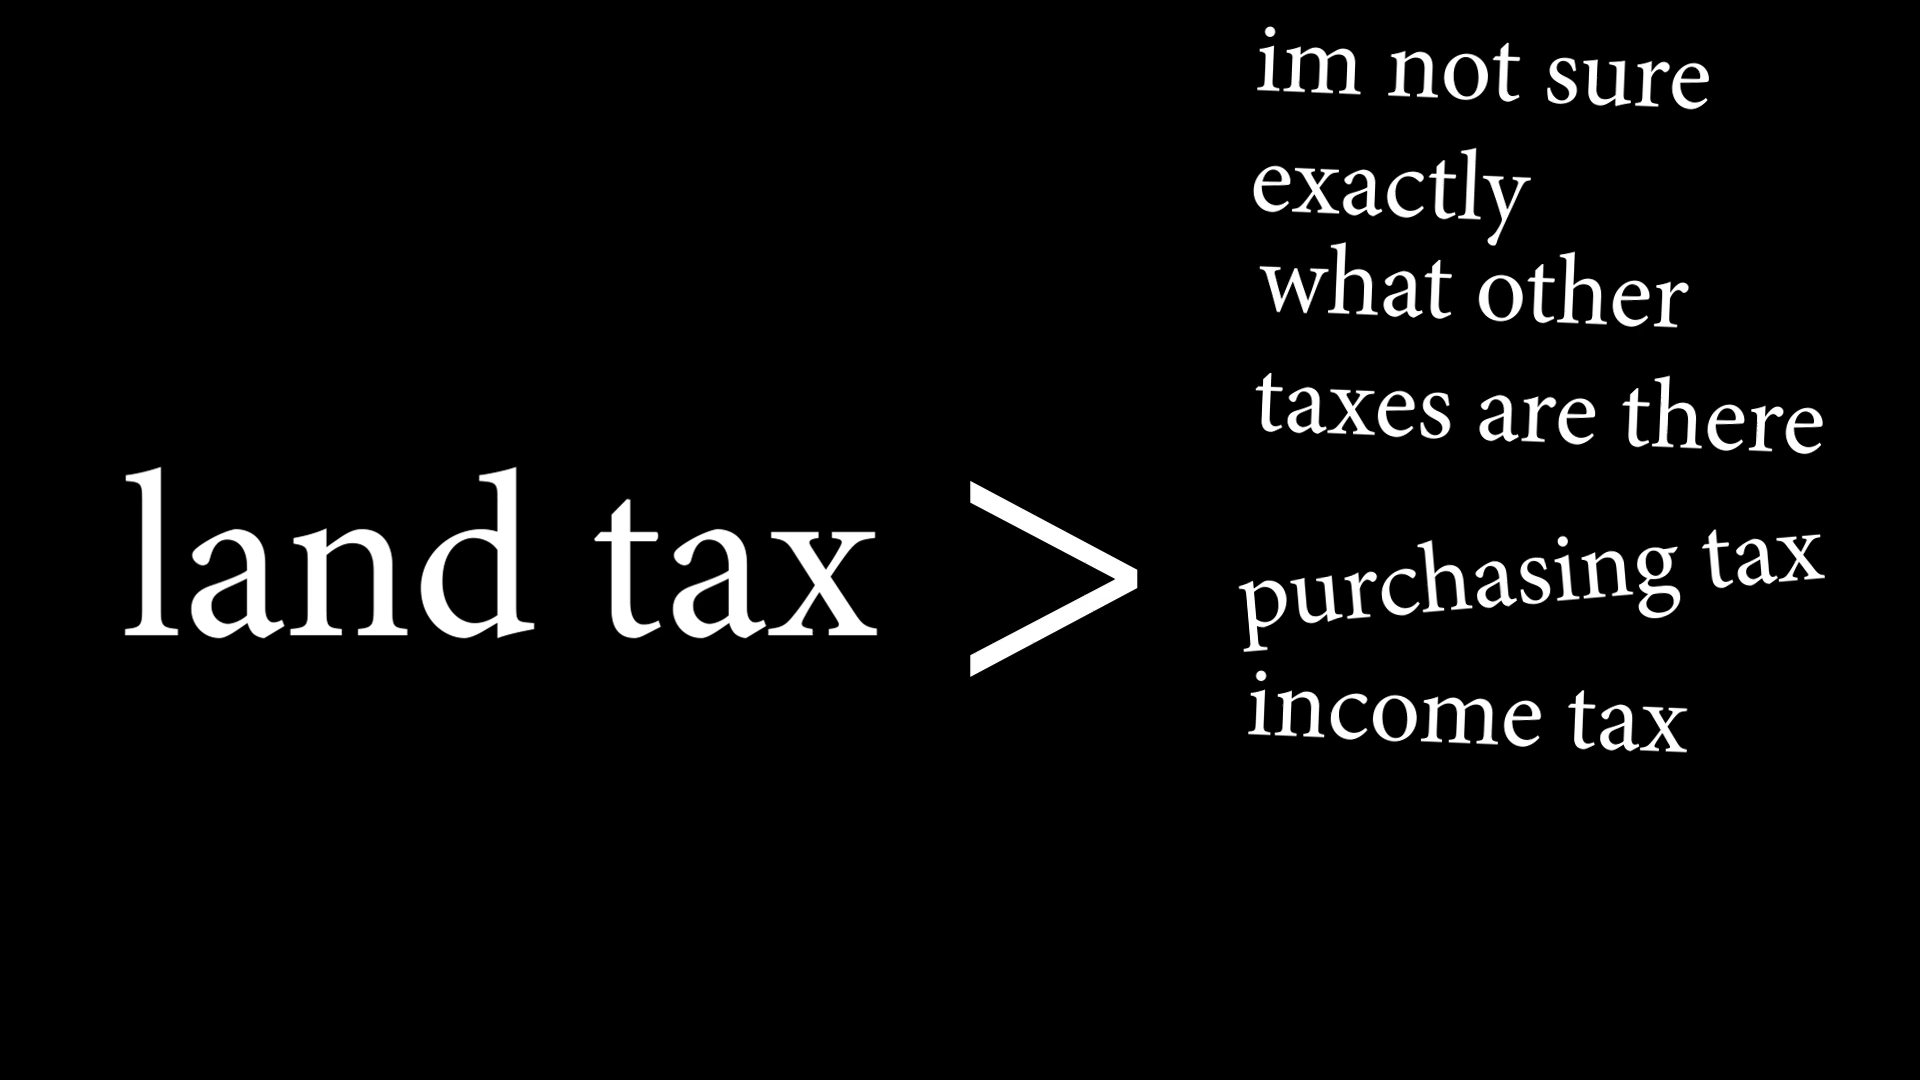 land tax >
im not sure
exactly
what other
taxes are there
purchasing tax
income tax